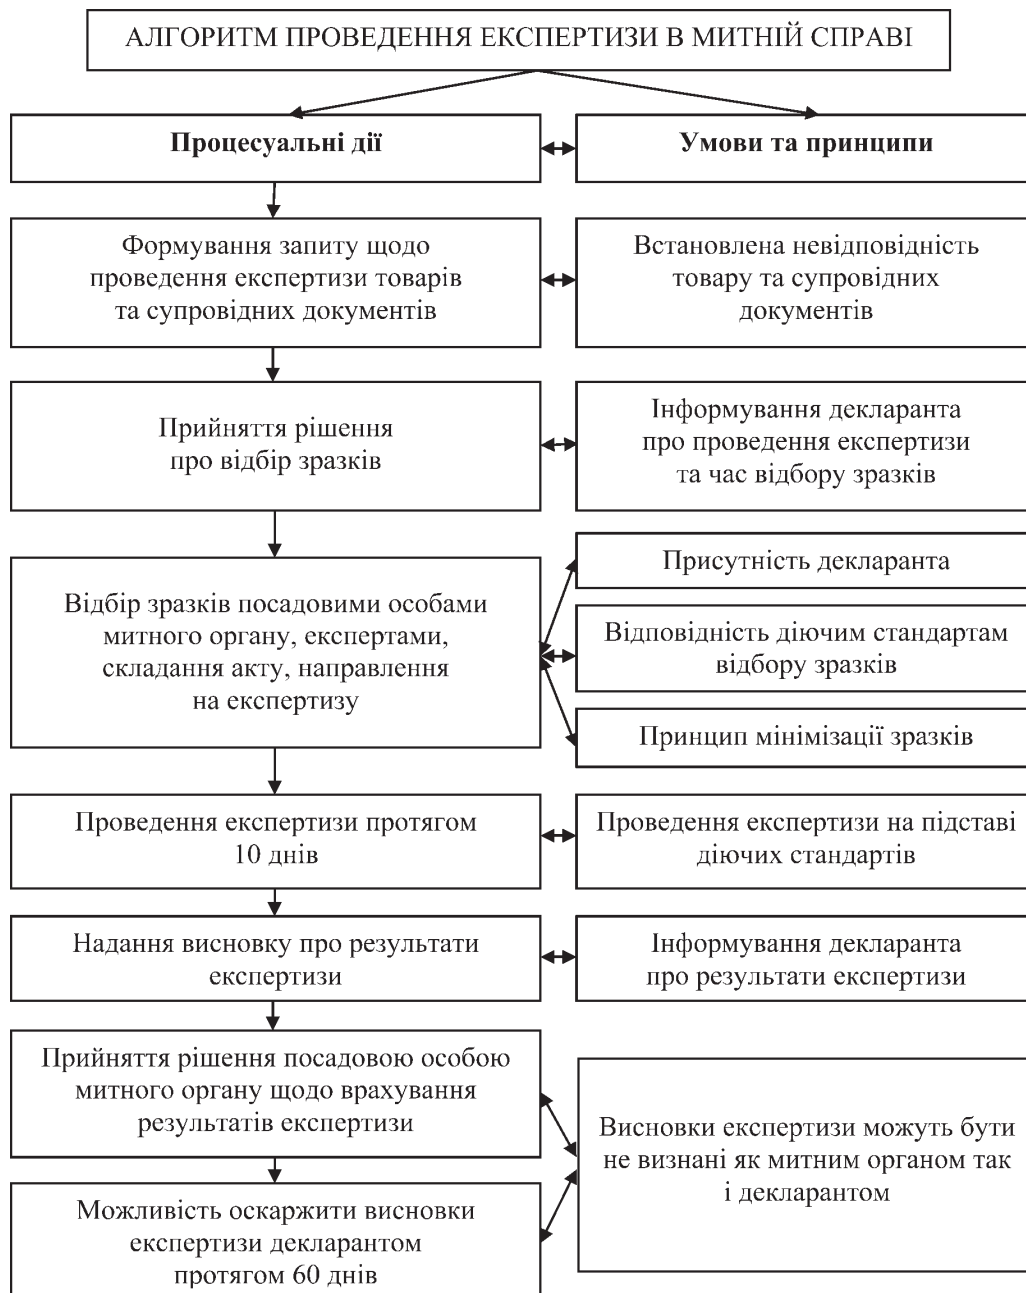 АЛГОРИТМ ПРОВЕДЕННЯ ЕКСПЕРТИЗИ В МИТНІЙ СПРАВІ
Процесуальні дії
Умови та принципи
Формування запиту щодо
проведення експертизи товарів
та супровідних документів
Встановлена невідповідність
товару та супровідних
документів
Прийняття рішення
про відбір зразків
Інформування декларанта
про проведення експертизи
та час відбору зразків
Відбір зразків посадовими особами
митного органу, експертами,
складання акту, направлення
на експертизу
Присутність декларанта
Відповідність діючим стандартам
відбору зразків
Принцип мінімізації зразків
Проведення експертизи протягом
10 днів
Проведення експертизи на підставі
діючих стандартів
Надання висновку про результати
експертизи
Інформування декларанта
про результати експертизи
Прийняття рішення посадовою особою
митного органу щодо врахування
результатів експертизи
Висновки експертизи можуть бути
не визнані як митним органом так
і декларантом
Можливість оскаржити висновки
експертизи декларантом
протягом 60 днів